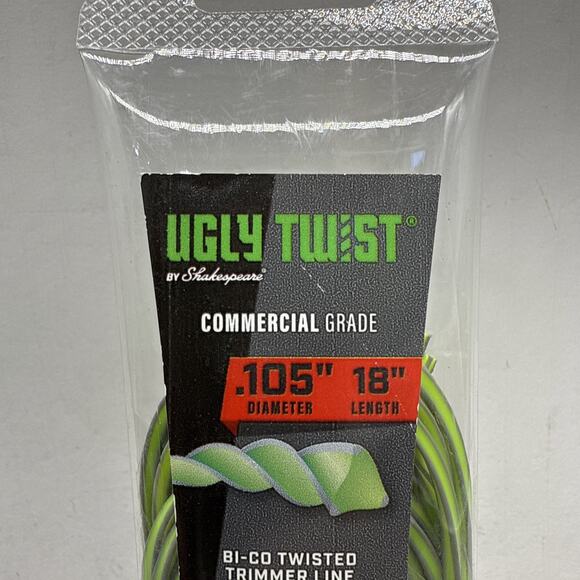 UGLY TWIST®
BY Shakespeare®
COMMERCIAL GRADE
.105" 18"
DIAMETER LENGTH
BI-CO TWISTED
TRIMMER LINE